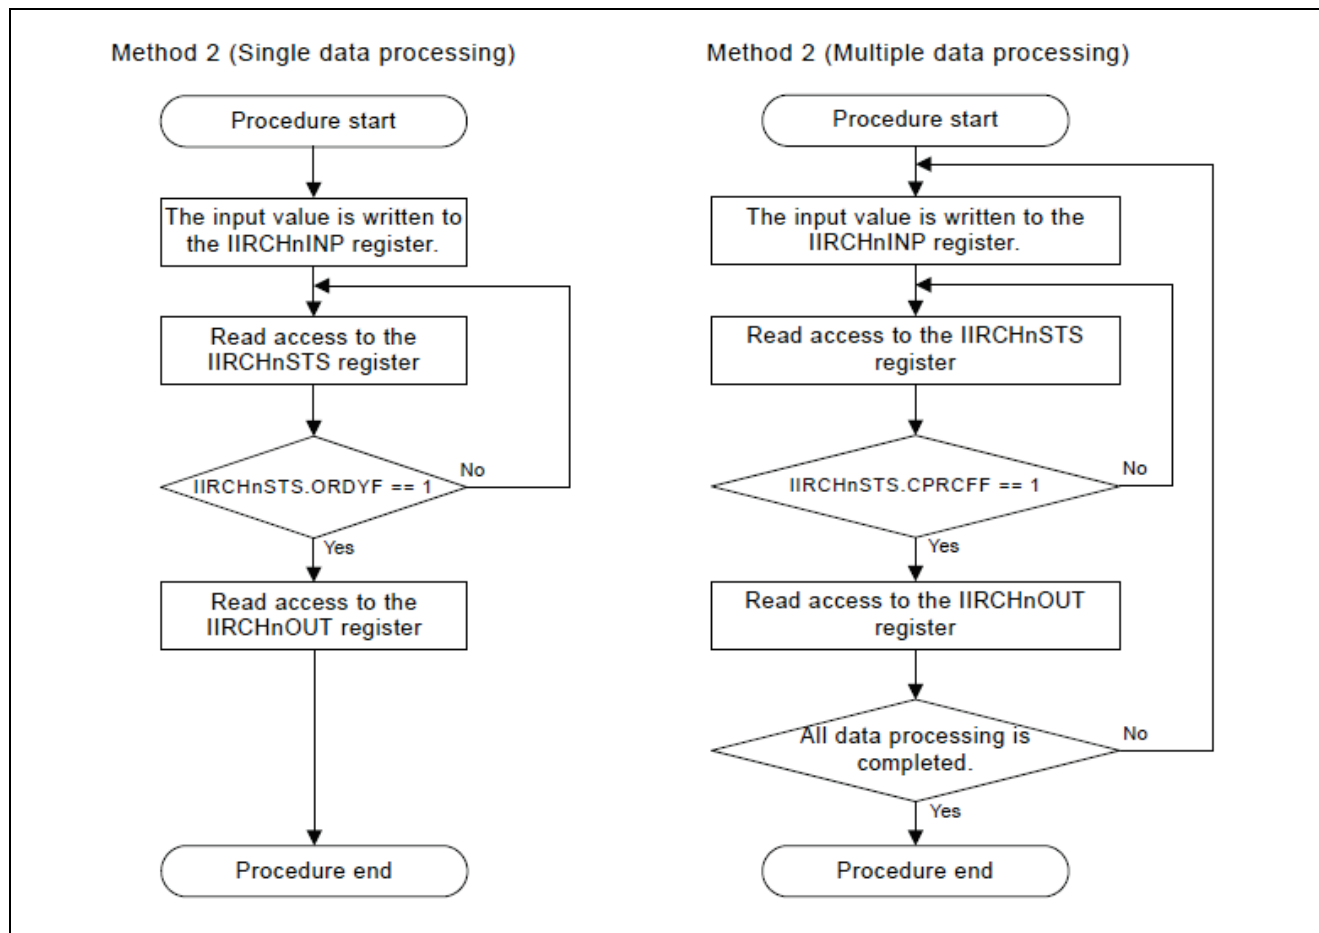 Method 2 (Single data processing)
Procedure start
The input value is written to
the IIRCHnINP register.
Read access to the
IIRCHnSTS register
IIRCHnSTS.ORDYF == 1
No
Yes
Read access to the
IIRCHnOUT register
Procedure end
Method 2 (Multiple data processing)
Procedure start
The input value is written to the
IIRCHnINP register.
Read access to the IIRCHnSTS
register
IIRCHnSTS.CPRCFF == 1
No
Yes
Read access to the IIRCHnOUT
register
All data processing is
completed.
No
Yes
Procedure end